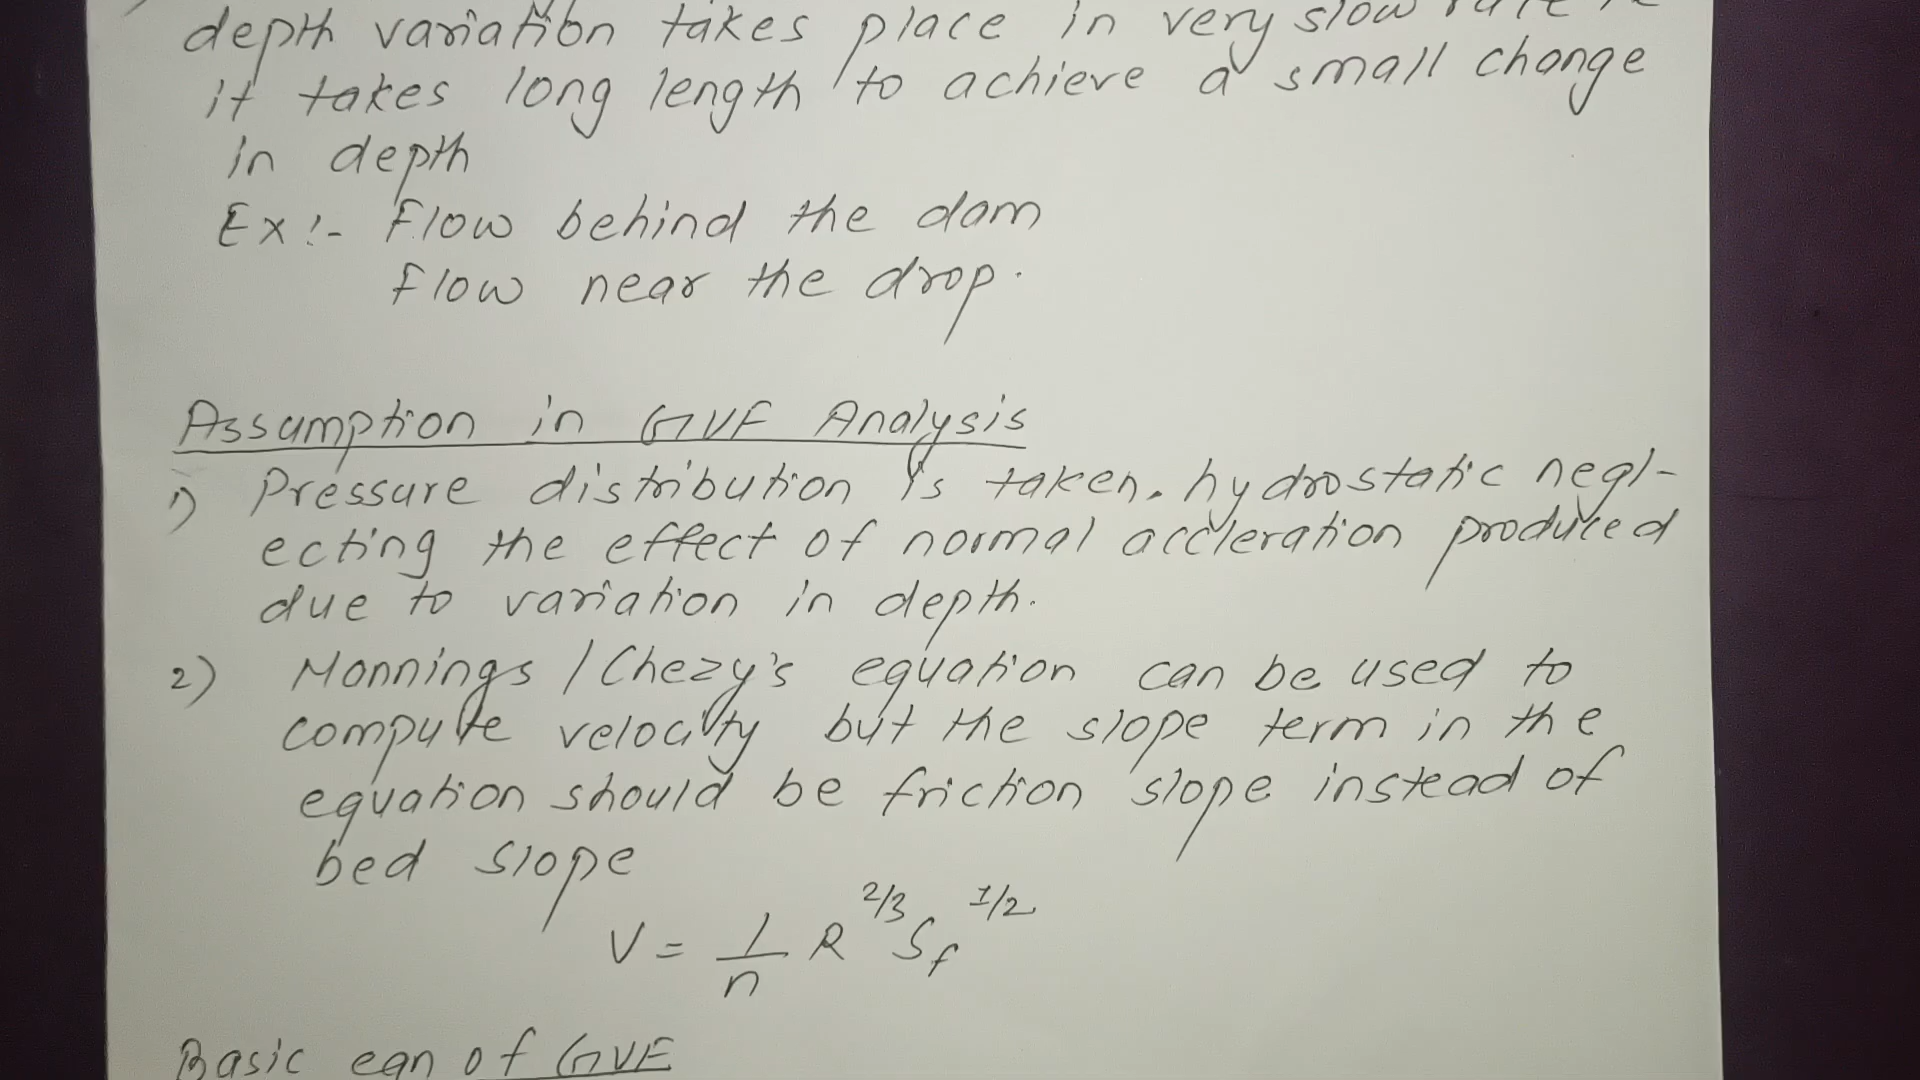 depth variation takes place in very slow rate
it takes long length to achieve a small change
in depth
Ex :- Flow behind the dam
Flow near the drop.
Assumption in GVF Analysis
1) Pressure distribution is taken. hydrostatic negl-
ecting the effect of normal accleration produced
due to variation in depth.
2) Mannings / Chezy's equation can be used to
compute velocity but the slope term in the
equation should be friction slope instead of
bed slope
V = 1/n R^2/3 Sf^1/2
Basic eqn of GVF